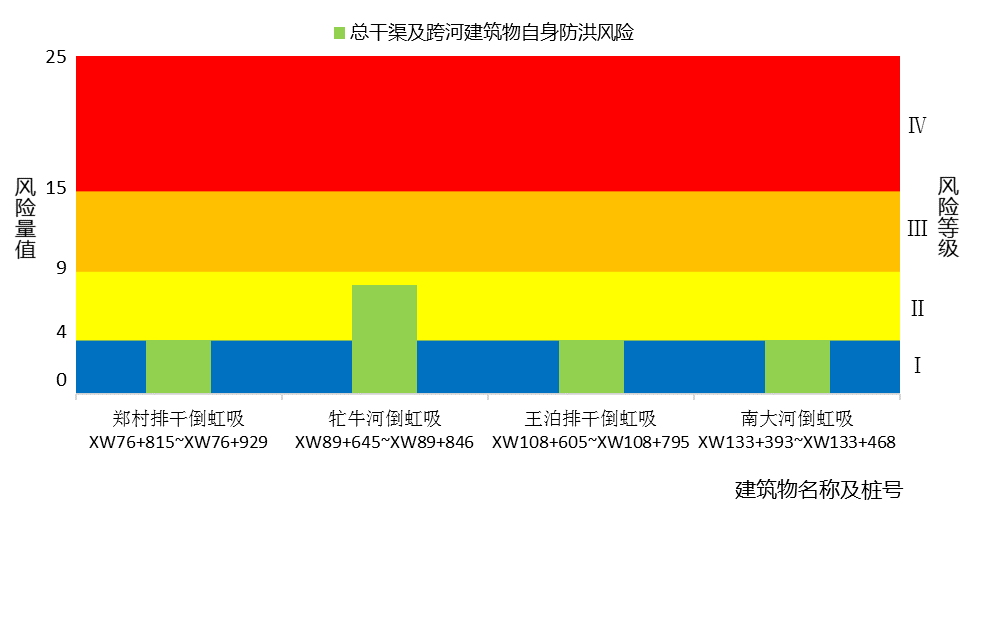 总干渠及跨河建筑物自身防洪风险
25
15
9
4
0
风险量值
Ⅳ
Ⅲ
Ⅱ
Ⅰ
风险等级
郑村排干倒虹吸
XW76+815~XW76+929
牤牛河倒虹吸
XW89+645~XW89+846
王泊排干倒虹吸
XW108+605~XW108+795
南大河倒虹吸
XW133+393~XW133+468
建筑物名称及桩号